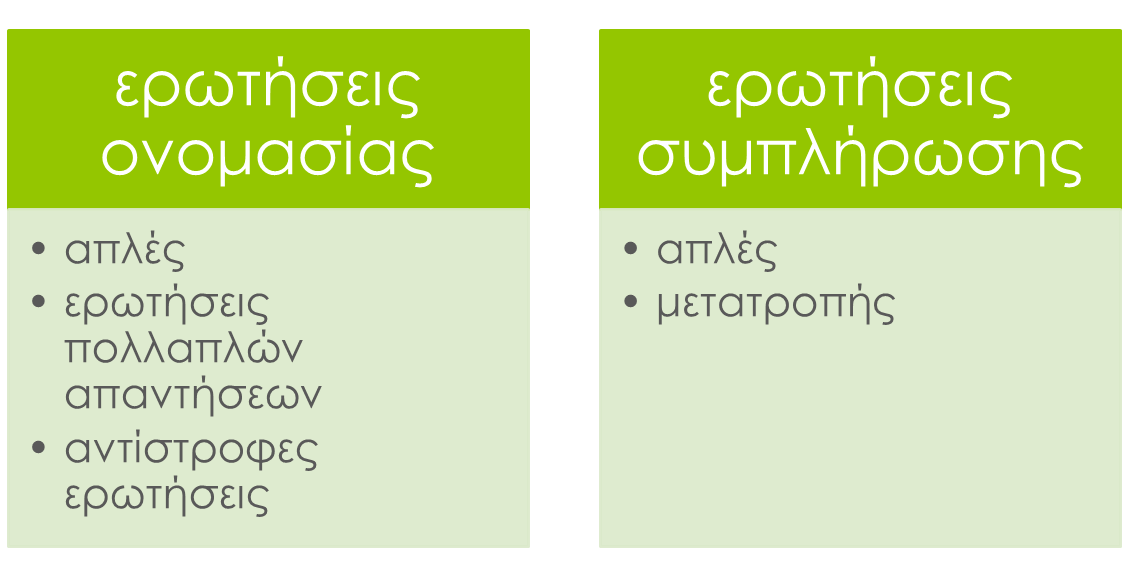 ερωτήσεις
ονομασίας
• απλές
• ερωτήσεις
πολλαπλών
απαντήσεων
• αντίστροφες
ερωτήσεις
ερωτήσεις
συμπλήρωσης
• απλές
• μετατροπής